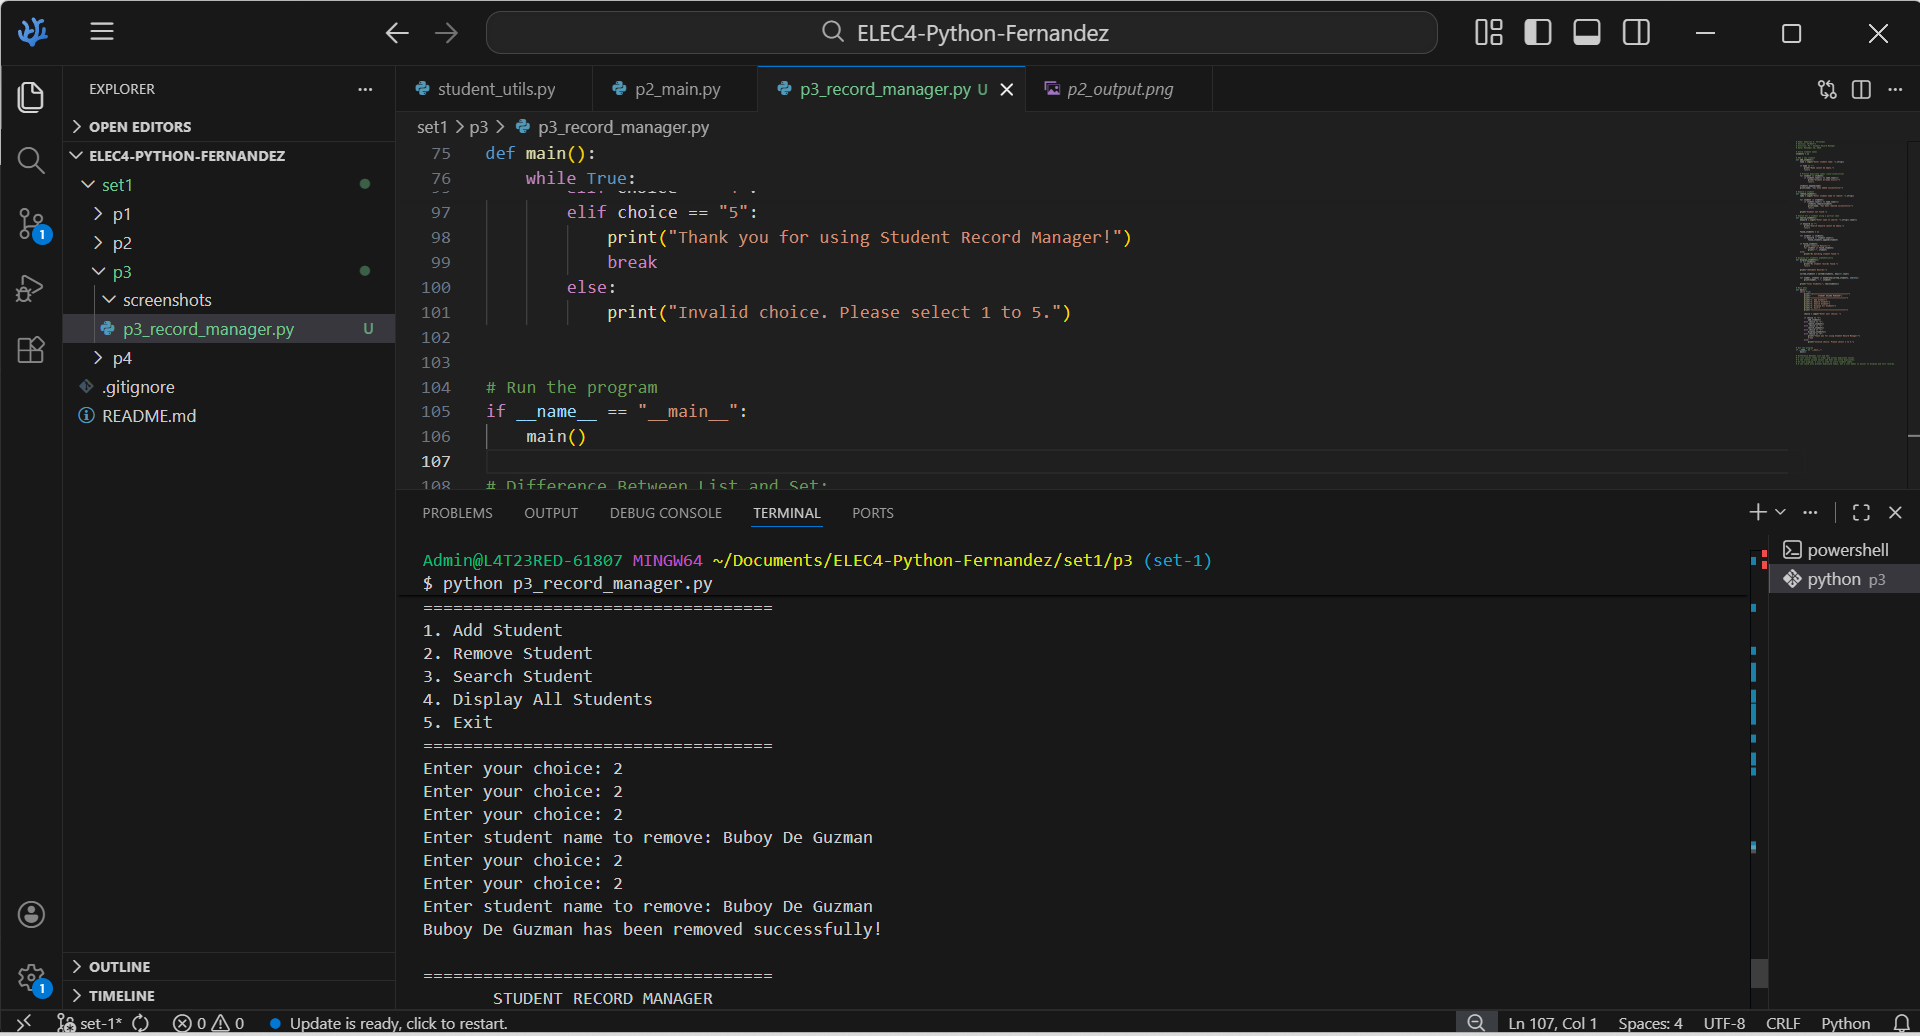 ELEC4-Python-Fernandez
EXPLORER
OPEN EDITORS
ELEC4-PYTHON-FERNANDEZ
set1
p1
p2
p3
screenshots
p3_record_manager.py U
p4
.gitignore
README.md
OUTLINE
TIMELINE
student_utils.py
p2_main.py
p3_record_manager.py U
p2_output.png
set1 > p3 > p3_record_manager.py
75 def main():
76 while True:
97 elif choice == "5":
98 print("Thank you for using Student Record Manager!")
99 break
100 else:
101 print("Invalid choice. Please select 1 to 5.")
102
103
104 # Run the program
105 if __name__ == "__main__":
106 main()
107
108 # Difference Between List and Set:
PROBLEMS OUTPUT DEBUG CONSOLE TERMINAL PORTS
Admin@L4T23RED-61807 MINGW64 ~/Documents/ELEC4-Python-Fernandez/set1/p3 (set-1)
$ python p3_record_manager.py
===================================
1. Add Student
2. Remove Student
3. Search Student
4. Display All Students
5. Exit
===================================
Enter your choice: 2
Enter your choice: 2
Enter your choice: 2
Enter student name to remove: Buboy De Guzman
Enter your choice: 2
Enter your choice: 2
Enter student name to remove: Buboy De Guzman
Buboy De Guzman has been removed successfully!
===================================
STUDENT RECORD MANAGER
powershell
python p3
1
1
set-1* 0 0 Update is ready, click to restart.
Ln 107, Col 1 Spaces: 4 UTF-8 CRLF Python